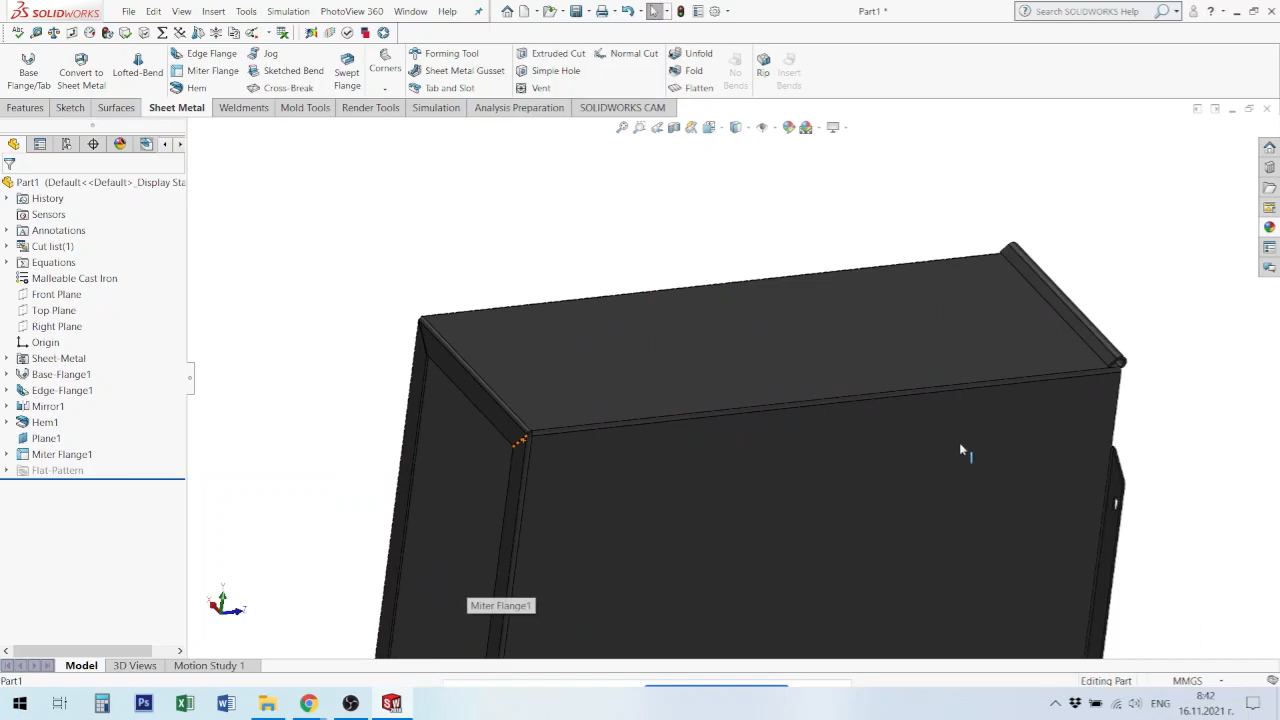 SOLIDWORKS
File Edit View Insert Tools Simulation PhotoView 360 Window Help
Part1 *
Search SOLIDWORKS Help
Base Flange/Tab
Convert to Sheet Metal
Lofted-Bend
Edge Flange
Miter Flange
Hem
Jog
Sketched Bend
Cross-Break
Swept Flange
Corners
Forming Tool
Sheet Metal Gusset
Tab and Slot
Extruded Cut
Simple Hole
Vent
Normal Cut
Unfold
Fold
Flatten
No Bends
Rip
Insert Bends
Features Sketch Surfaces Sheet Metal Weldments Mold Tools Render Tools Simulation Analysis Preparation SOLIDWORKS CAM
Part1 (Default<<Default>_Display Sta
History
Sensors
Annotations
Cut list(1)
Equations
Malleable Cast Iron
Front Plane
Top Plane
Right Plane
Origin
Sheet-Metal
Base-Flange1
Edge-Flange1
Mirror1
Hem1
Plane1
Miter Flange1
Flat-Pattern
Miter Flange1
Y
X
Z
Model 3D Views Motion Study 1
Part1
Editing Part
MMGS
ENG
8:42
16.11.2021 г.